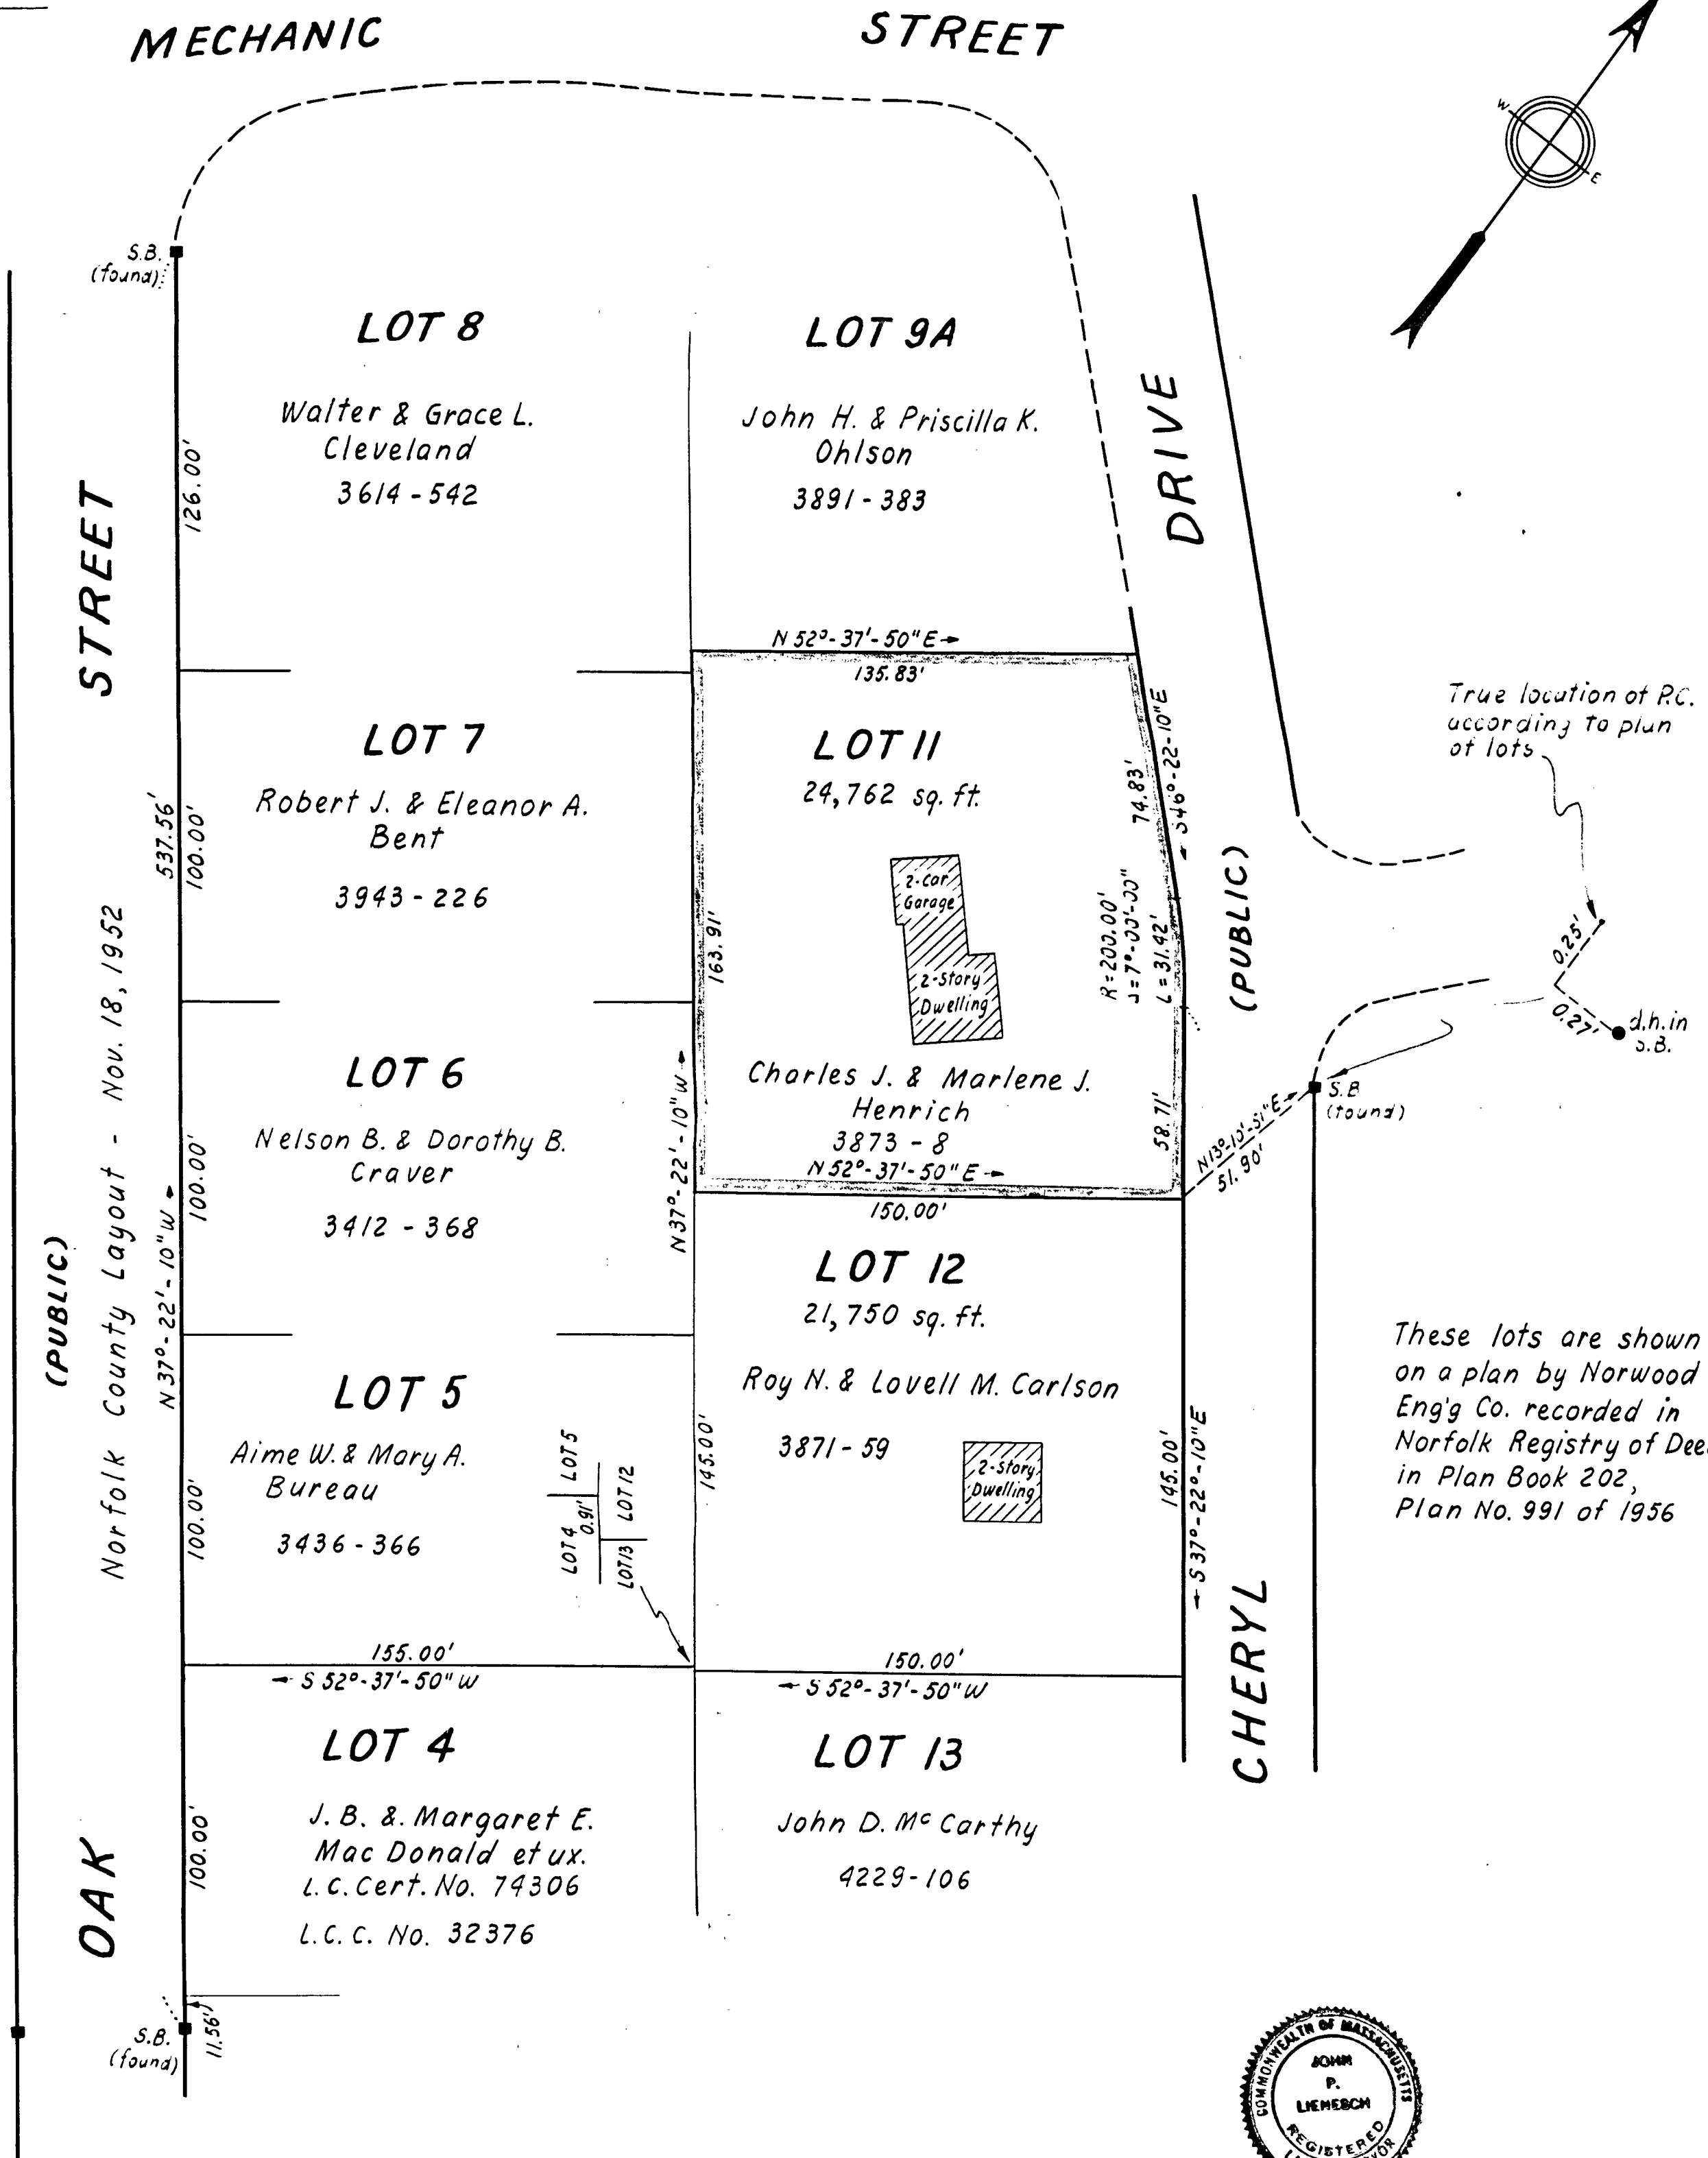 MECHANIC STREET
W
E
S.B.
(found)
LOT 8
Walter & Grace L.
Cleveland
3614-542
LOT 9A
John H. & Priscilla K.
Ohlson
3891-383
126.00'
STREET
DRIVE
N 52°-37'-50" E
135.83'
LOT 7
Robert J. & Eleanor A.
Bent
3943-226
537.56'
100.00'
LOT 11
24,762 sq. ft.
2-Car
Garage
2-Story
Dwelling
Charles J. & Marlene J.
Henrich
3873-8
N 52°-37'-50" E
150.00'
163.91'
N 37°-22'-10" W
74.83'
S 46°-22-10" E
R=200.00'
=7°-00'-00"
L=31.42'
58.71'
(PUBLIC)
True location of P.C.
according to plan
of lots
0.25'
0.27'
d.h. in
S.B.
S.B
(found)
51.90'
LOT 6
Nelson B. & Dorothy B.
Craver
3412-368
100.00'
Norfolk County Layout - Nov. 18, 1952
N 37°-22'-10" W
(PUBLIC)
LOT 12
21,750 sq. ft.
Roy N. & Lovell M. Carlson
3871-59
2-Story
Dwelling
145.00'
145.00'
S 37°-22°-10" E
These lots are shown
on a plan by Norwood
Eng'g Co. recorded in
Norfolk Registry of
in Plan Book 202,
Plan No. 991 of 1956
LOT 5
Aime W. & Mary A.
Bureau
3436-366
100.00'
LOT 4
LOT 5
0.91'
LOT 13
LOT 12
155.00'
S 52°-37'-50" W
150.00'
S 52°-37'-50" W
CHERYL
LOT 4
J. B. & Margaret E.
Mac Donald et ux.
L.C. Cert. No. 74306
L.C.C. No. 32376
100.00'
LOT 13
John D. McCarthy
4229-106
OAK
S.B.
(found)
11.56'
COMMONWEALTH OF MASSACHUSETTS
JOHN
P.
LIEMESCH
REGISTERED